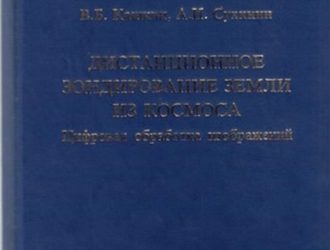 В.Б. Кашкин, А.И. Сухинин
ДИСТАНЦИОННОЕ
ЗОНДИРОВАНИЕ ЗЕМЛИ
ИЗ КОСМОСА
Цифровая обработка изображений